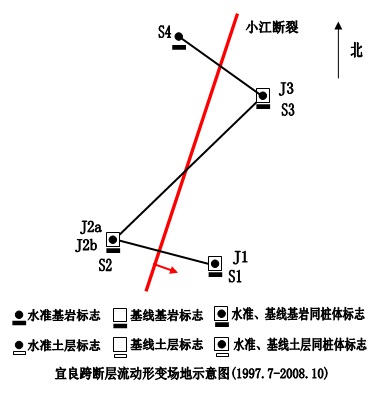 小江断裂
S4
北
J3
S3
J2a
J2b
S2
J1
S1
水准基岩标志
基线基岩标志
水准、基线基岩同桩体标志
水准土层标志
基线土层标志
水准、基线土层同桩体标志
宜良跨断层流动形变场地示意图(1997.7-2008.10)